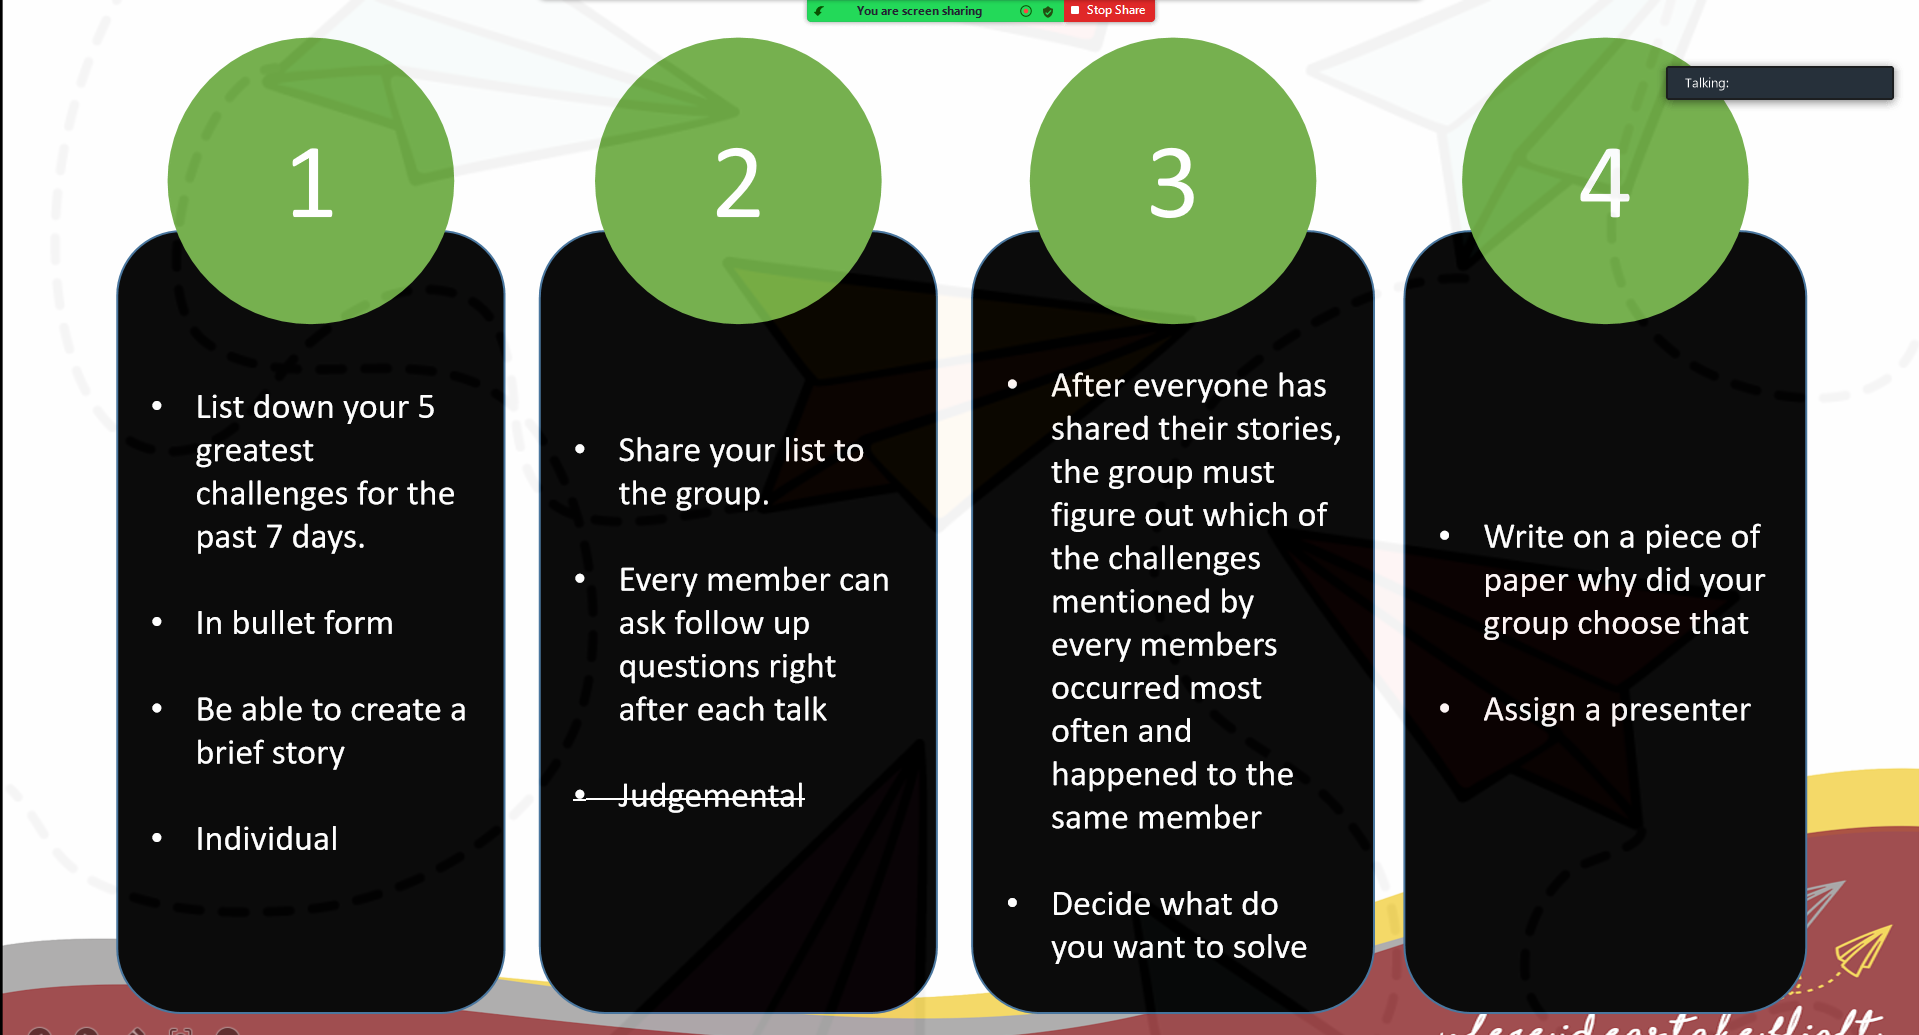 You are screen sharing
Stop Share
Talking:
1
• List down your 5
greatest
challenges for the
past 7 days.
• In bullet form
• Be able to create a
brief story
• Individual
2
• Share your list to
the group.
• Every member can
ask follow up
questions right
after each talk
• Judgemental
3
• After everyone has
shared their stories,
the group must
figure out which of
the challenges
mentioned by
every members
occurred most
often and
happened to the
same member
• Decide what do
you want to solve
4
• Write on a piece of
paper why did your
group choose that
• Assign a presenter